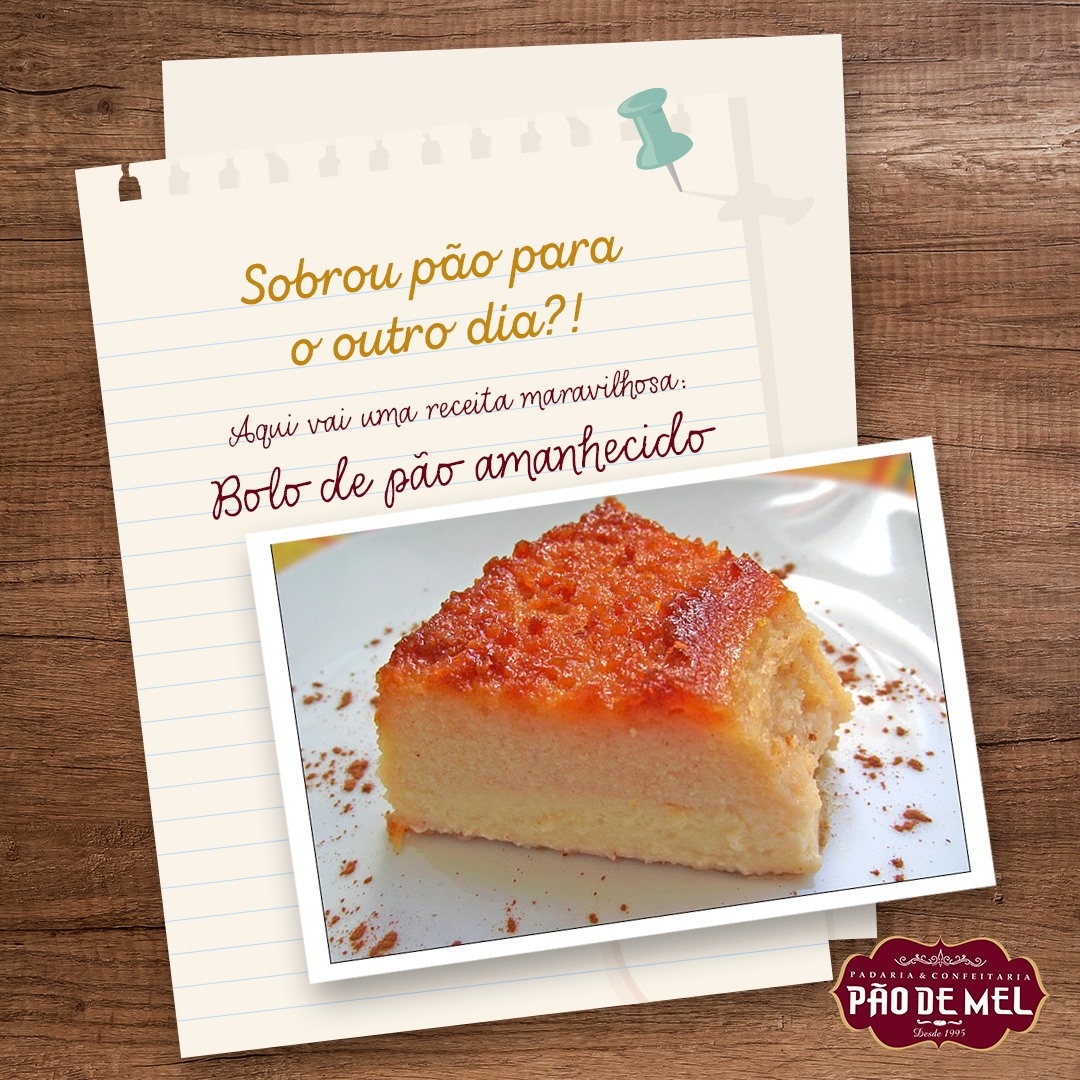 Sobrou pão para
o outro dia?!
Aqui vai uma receita maravilhosa:
Bolo de pão amanhecido
PADARIA & CONFEITARIA
PÃO DE MEL
Desde 1995